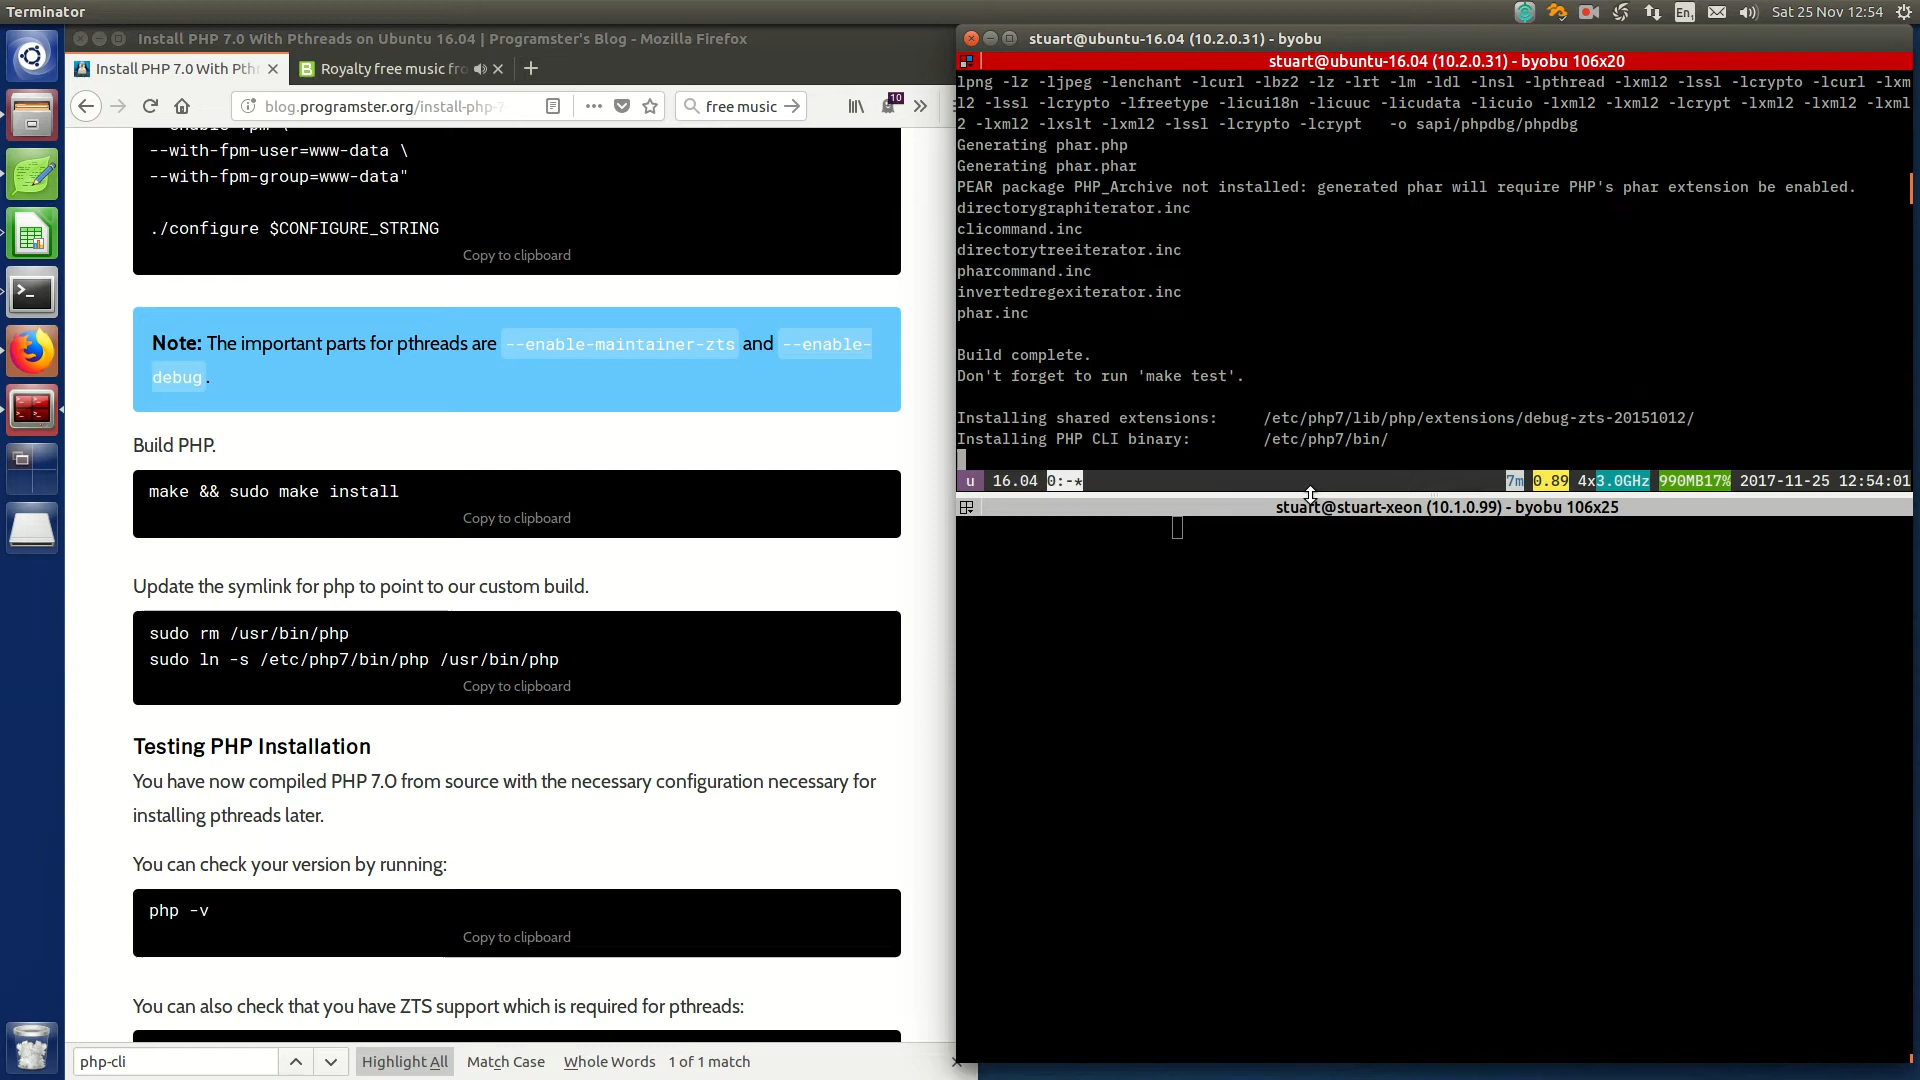 Terminator
En1
Sat 25 Nov 12:54
Install PHP 7.0 With Pthreads on Ubuntu 16.04 | Programster's Blog - Mozilla Firefox
Install PHP 7.0 With Pthr
Royalty free music fro
blog.programster.org/install-php-7
free music
10
--with-fpm-user=www-data \
--with-fpm-group=www-data"
./configure $CONFIGURE_STRING
Copy to clipboard
Note: The important parts for pthreads are --enable-maintainer-zts and --enable-
debug.
Build PHP.
make && sudo make install
Copy to clipboard
Update the symlink for php to point to our custom build.
sudo rm /usr/bin/php
sudo ln -s /etc/php7/bin/php /usr/bin/php
Copy to clipboard
Testing PHP Installation
You have now compiled PHP 7.0 from source with the necessary configuration necessary for
installing pthreads later.
You can check your version by running:
php -v
Copy to clipboard
You can also check that you have ZTS support which is required for pthreads:
php-cli
Highlight All
Match Case
Whole Words
1 of 1 match
stuart@ubuntu-16.04 (10.2.0.31) - byobu
stuart@ubuntu-16.04 (10.2.0.31) - byobu 106x20
lpng -lz -ljpeg -lenchant -lcurl -lbz2 -lz -lrt -lm -ldl -lnsl -lpthread -lxml2 -lssl -lcrypto -lcurl -lxm
l2 -lssl -lcrypto -lfreetype -licui18n -licuuc -licudata -licuio -lxml2 -lxml2 -lcrypt -lxml2 -lxml2 -lxml
2 -lxml2 -lxslt -lxml2 -lssl -lcrypto -lcrypt -o sapi/phpdbg/phpdbg
Generating phar.php
Generating phar.phar
PEAR package PHP_Archive not installed: generated phar will require PHP's phar extension be enabled.
directorygraphiterator.inc
clicommand.inc
directorytreeiterator.inc
pharcommand.inc
invertedregexiterator.inc
phar.inc
Build complete.
Don't forget to run 'make test'.
Installing shared extensions: /etc/php7/lib/php/extensions/debug-zts-20151012/
Installing PHP CLI binary: /etc/php7/bin/
u 16.04 0:-* 7m 0.89 4x3.0GHz 990MB17% 2017-11-25 12:54:01
stuart@stuart-xeon (10.1.0.99) - byobu 106x25